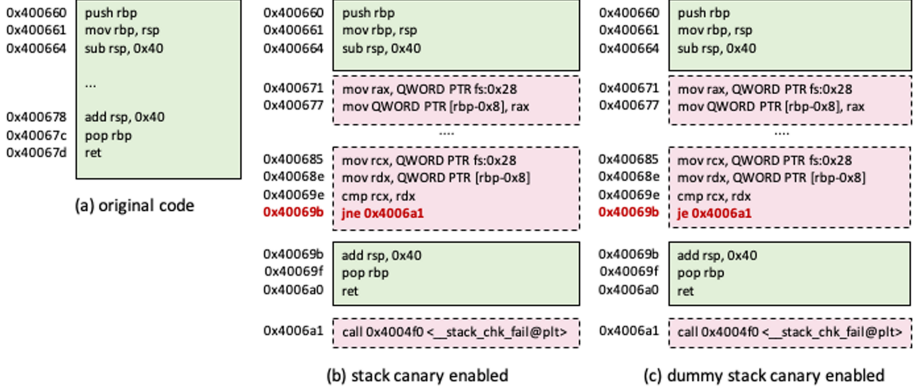 0x400660 push rbp
0x400661 mov rbp, rsp
0x400664 sub rsp, 0x40
...
0x400678 add rsp, 0x40
0x40067c pop rbp
0x40067d ret
(a) original code
0x400660 push rbp
0x400661 mov rbp, rsp
0x400664 sub rsp, 0x40
0x400671 mov rax, QWORD PTR fs:0x28
0x400677 mov QWORD PTR [rbp-0x8], rax
....
0x400685 mov rcx, QWORD PTR fs:0x28
0x40068e mov rdx, QWORD PTR [rbp-0x8]
0x40069e cmp rcx, rdx
0x40069b jne 0x4006a1
0x40069b add rsp, 0x40
0x40069f pop rbp
0x4006a0 ret
0x4006a1 call 0x4004f0 <__stack_chk_fail@plt>
(b) stack canary enabled
0x400660 push rbp
0x400661 mov rbp, rsp
0x400664 sub rsp, 0x40
0x400671 mov rax, QWORD PTR fs:0x28
0x400677 mov QWORD PTR [rbp-0x8], rax
....
0x400685 mov rcx, QWORD PTR fs:0x28
0x40068e mov rdx, QWORD PTR [rbp-0x8]
0x40069e cmp rcx, rdx
0x40069b je 0x4006a1
0x40069b add rsp, 0x40
0x40069f pop rbp
0x4006a0 ret
0x4006a1 call 0x4004f0 <__stack_chk_fail@plt>
(c) dummy stack canary enabled